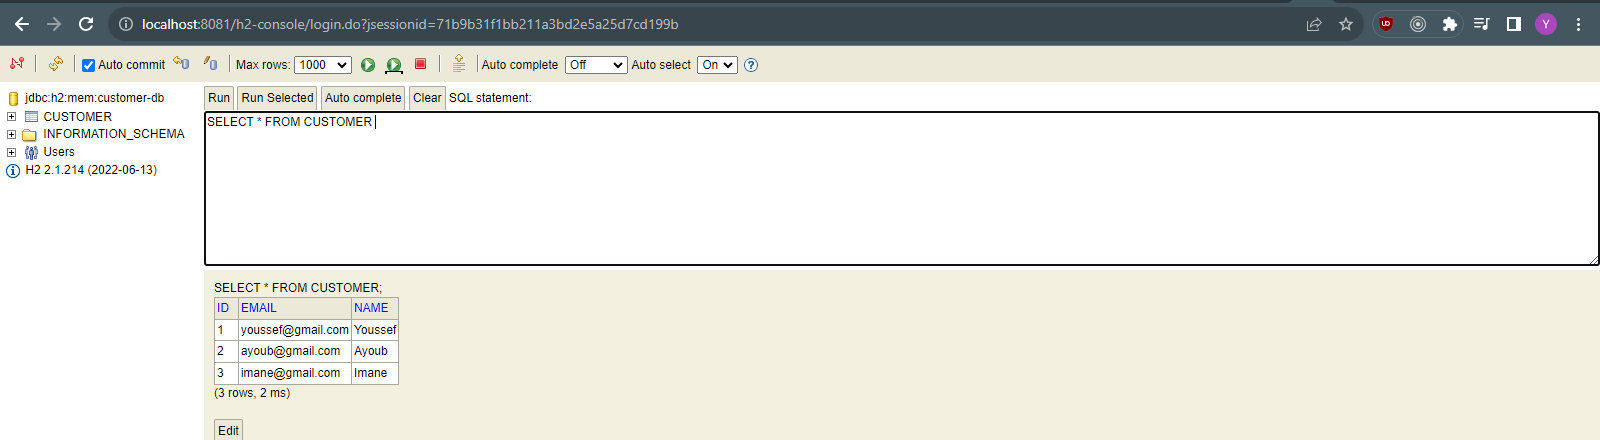 localhost:8081/h2-console/login.do?jsessionid=71b9b31f1bb211a3bd2e5a25d7cd199b
Y
Auto commit Max rows: 1000 Auto complete Off Auto select On
jdbc:h2:mem:customer-db
CUSTOMER
INFORMATION_SCHEMA
Users
H2 2.1.214 (2022-06-13)
Run Run Selected Auto complete Clear SQL statement:
SELECT * FROM CUSTOMER
SELECT * FROM CUSTOMER;
ID EMAIL NAME
1 youssef@gmail.com Youssef
2 ayoub@gmail.com Ayoub
3 imane@gmail.com Imane
(3 rows, 2 ms)
Edit